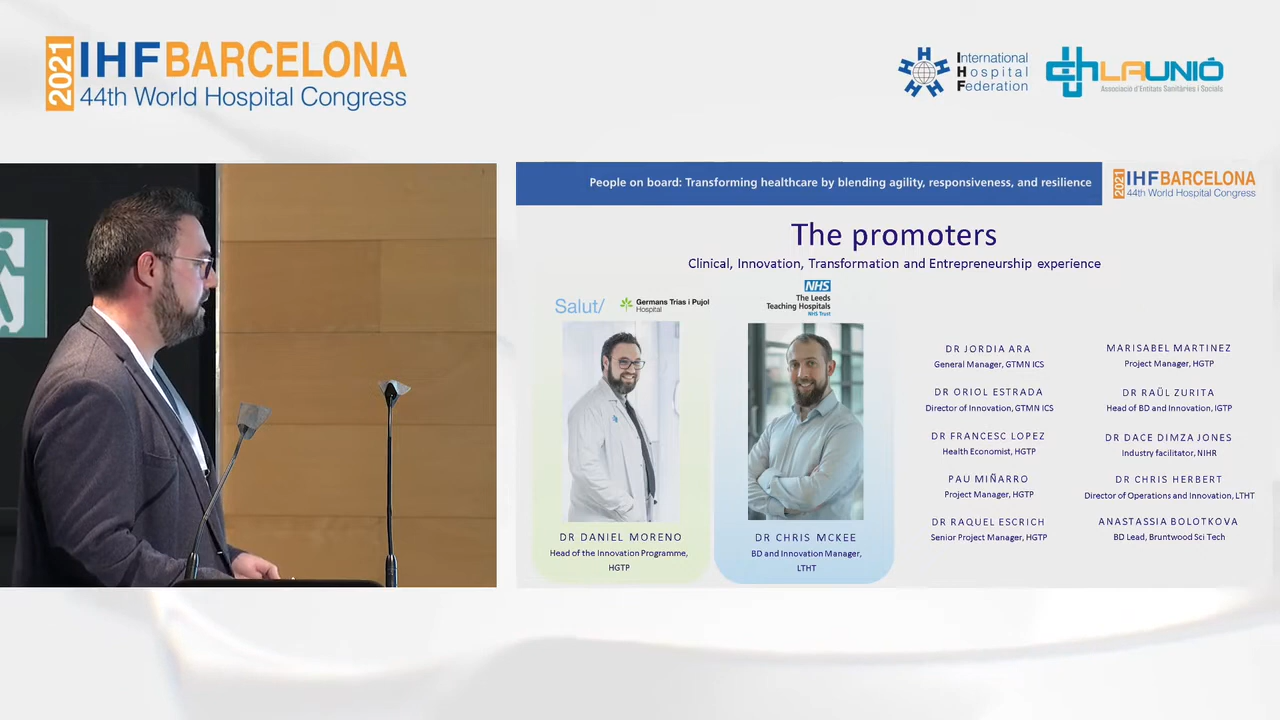 2021 IHF BARCELONA
44th World Hospital Congress
International
Hospital
Federation
LAUNIÓ
Associació d'Entitats Sanitàries i Socials
People on board: Transforming healthcare by blending agility, responsiveness, and resilience
2021 IHF BARCELONA
44th World Hospital Congress
The promoters
Clinical, Innovation, Transformation and Entrepreneurship experience
Salut/
Germans Trias i Pujol
Hospital
NHS
The Leeds
Teaching Hospitals
NHS Trust
DR DANIEL MORENO
Head of the Innovation Programme,
HGTP
DR CHRIS MCKEE
BD and Innovation Manager,
LTHT
DR JORDIA ARA
General Manager, GTMN ICS
DR ORIOL ESTRADA
Director of Innovation, GTMN ICS
DR FRANCESC LOPEZ
Health Economist, HGTP
PAU MIÑARRO
Project Manager, HGTP
DR RAQUEL ESCRICH
Senior Project Manager, HGTP
MARISABEL MARTINEZ
Project Manager, HGTP
DR RAÜL ZURITA
Head of BD and Innovation, IGTP
DR DACE DIMZA JONES
Industry facilitator, NIHR
DR CHRIS HERBERT
Director of Operations and Innovation, LTHT
ANASTASSIA BOLOTKOVA
BD Lead, Bruntwood Sci Tech